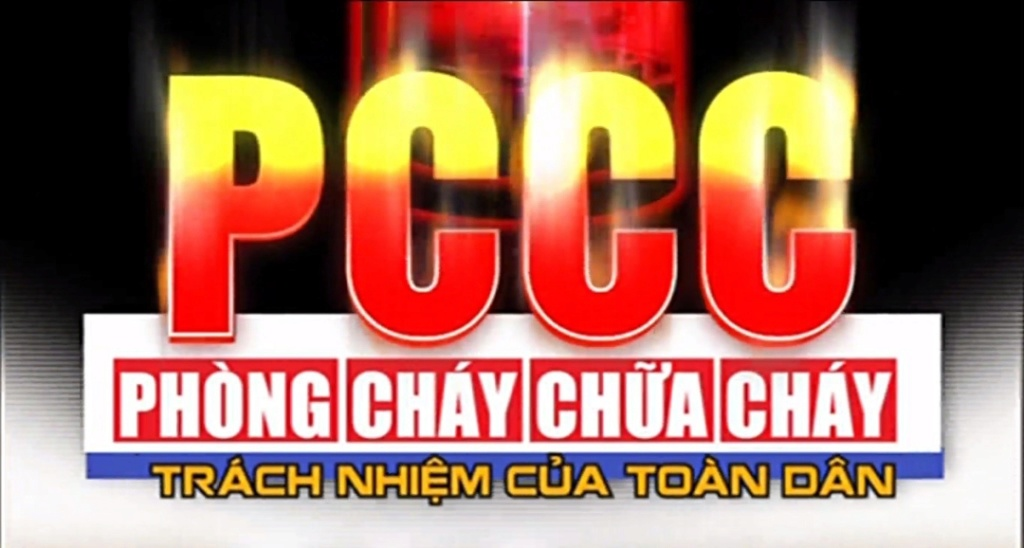 PCCC
PHÒNG CHÁY CHỮA CHÁY
TRÁCH NHIỆM CỦA TOÀN DÂN